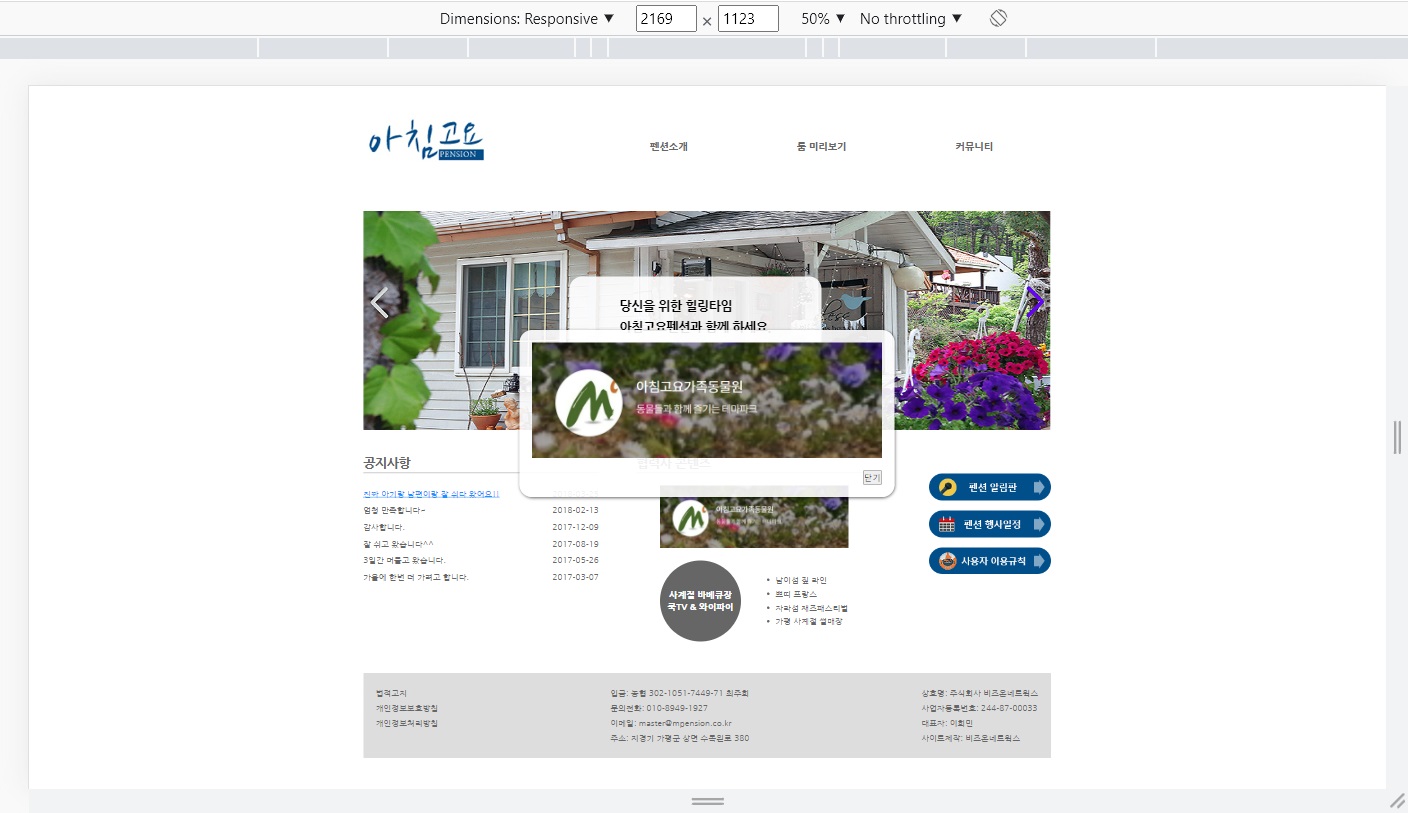 Dimensions: Responsive ▼ 2169 × 1123 50% ▼ No throttling ▼
아침고요
PENSION
펜션소개 룸 미리보기 커뮤니티
당신을 위한 힐링타임
아침고요펜션과 함께 하세요
아침고요가족동물원
동물들과 함께 즐기는 테마파크
닫기
공지사항
진짜 아기랑 남편이랑 잘 쉬다 왔어요!!
엄청 만족합니다~ 2018-02-13
감사합니다. 2017-12-09
잘 쉬고 왔습니다^^ 2017-08-19
3일간 머물고 왔습니다. 2017-05-26
가을에 한번 더 가려고 합니다. 2017-03-07
아침고요가족동물원
사계절 바베큐장
쿡TV & 와이파이
• 남이섬 짚 라인
• 쁘띠 프랑스
• 자라섬 재즈패스티벌
• 가평 사계절 썰매장
펜션 알림판
펜션 행사일정
사용자 이용규칙
법적고지
개인정보보호방침
개인정보처리방침
입금: 농협 302-1051-7449-71 최주희
문의전화: 010-8949-1927
이메일: master@mpension.co.kr
주소: 지경기 가평군 상면 수목원로 380
상호명: 주식회사 비즈온네트웍스
사업자등록번호: 244-87-00033
대표자: 이희민
사이트제작: 비즈온네트웍스